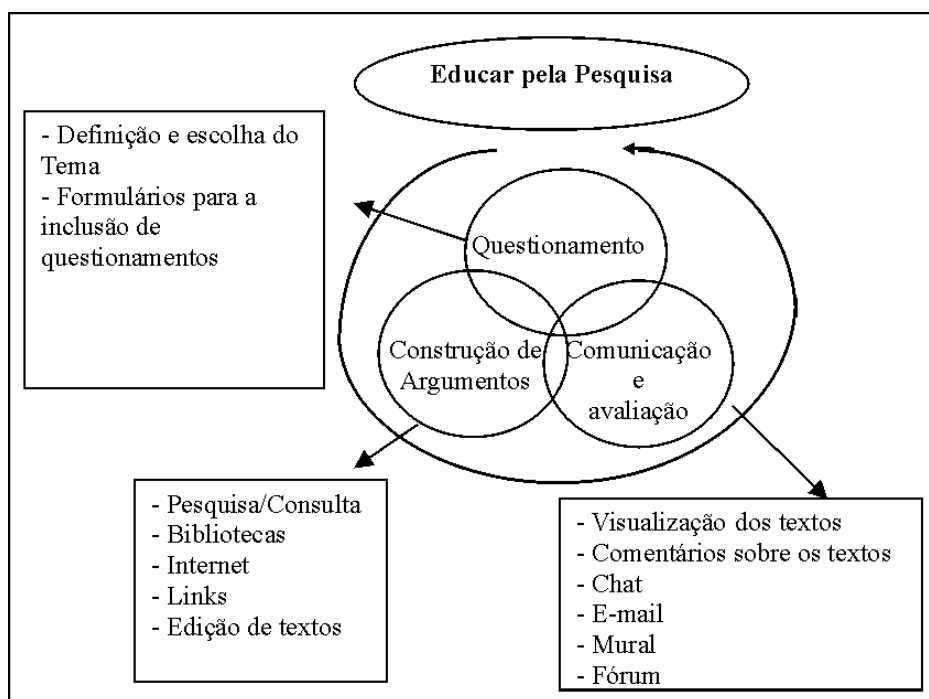 Educar pela Pesquisa
- Definição e escolha do
Tema
- Formulários para a
inclusão de
questionamentos
Questionamento
Construção de
Argumentos
Comunicação
e
avaliação
- Pesquisa/Consulta
- Bibliotecas
- Internet
- Links
- Edição de textos
- Visualização dos textos
- Comentários sobre os textos
- Chat
- E-mail
- Mural
- Fórum